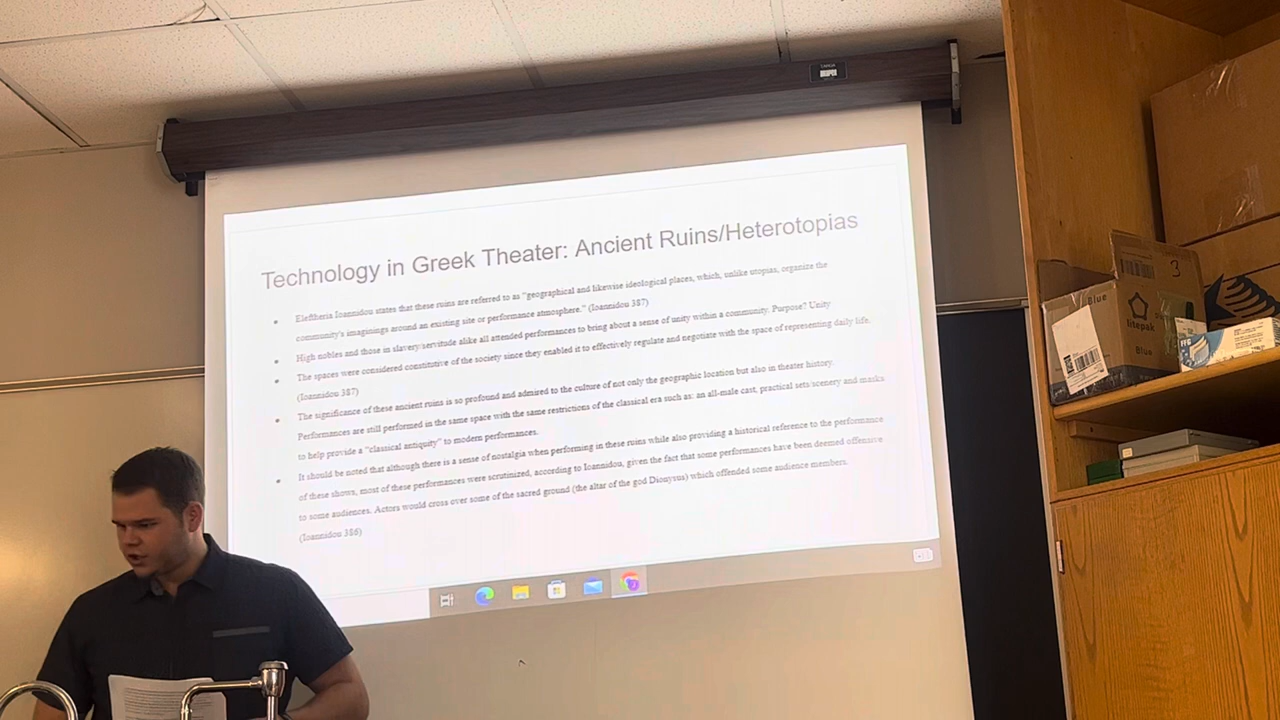 Technology in Greek Theater: Ancient Ruins/Heterotopias
Eleftheria Ioannidou states that these ruins are referred to as "geographical and likewise ideological places, which, unlike utopias, organize the
community's imaginings around an existing site or performance atmosphere." (Ioannidou 387)
High nobles and those in slavery/servitude alike all attended performances to bring about a sense of unity within a community. Purpose? Unity
The spaces were considered constitutive of the society since they enabled it to effectively regulate and negotiate with the space of representing daily life.
(Ioannidou 387)
The significance of these ancient ruins is so profound and admired to the culture of not only the geographic location but also in theater history.
Performances are still performed in the same space with the same restrictions of the classical era such as: an all-male cast, practical sets/scenery and masks
to help provide a "classical antiquity" to modern performances.
It should be noted that although there is a sense of nostalgia when performing in these ruins while also providing a historical reference to the performance
of these shows, most of these performances were scrutinized, according to Ioannidou, given the fact that some performances have been deemed offensive
to some audiences. Actors would cross over some of the sacred ground (the altar of the god Dionysus) which offended some audience members.
(Ioannidou 386)
3
Blue
litepak
Blue